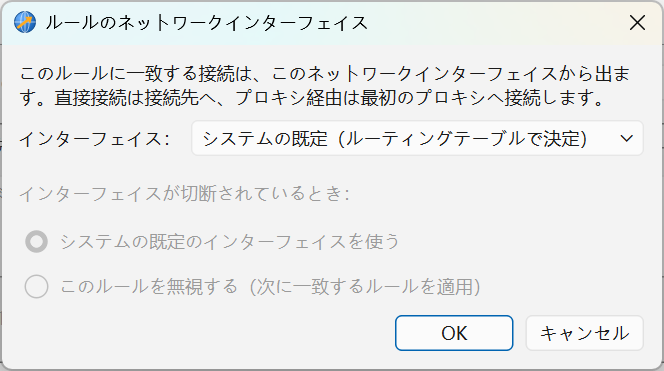 ルールのネットワークインターフェイス
このルールに一致する接続は、このネットワークインターフェイスから出ま
す。直接接続は接続先へ、プロキシ経由は最初のプロキシへ接続します。
インターフェイス: システムの既定（ルーティングテーブルで決定）
インターフェイスが切断されているとき:
システムの既定のインターフェイスを使う
このルールを無視する（次に一致するルールを適用）
OK キャンセル